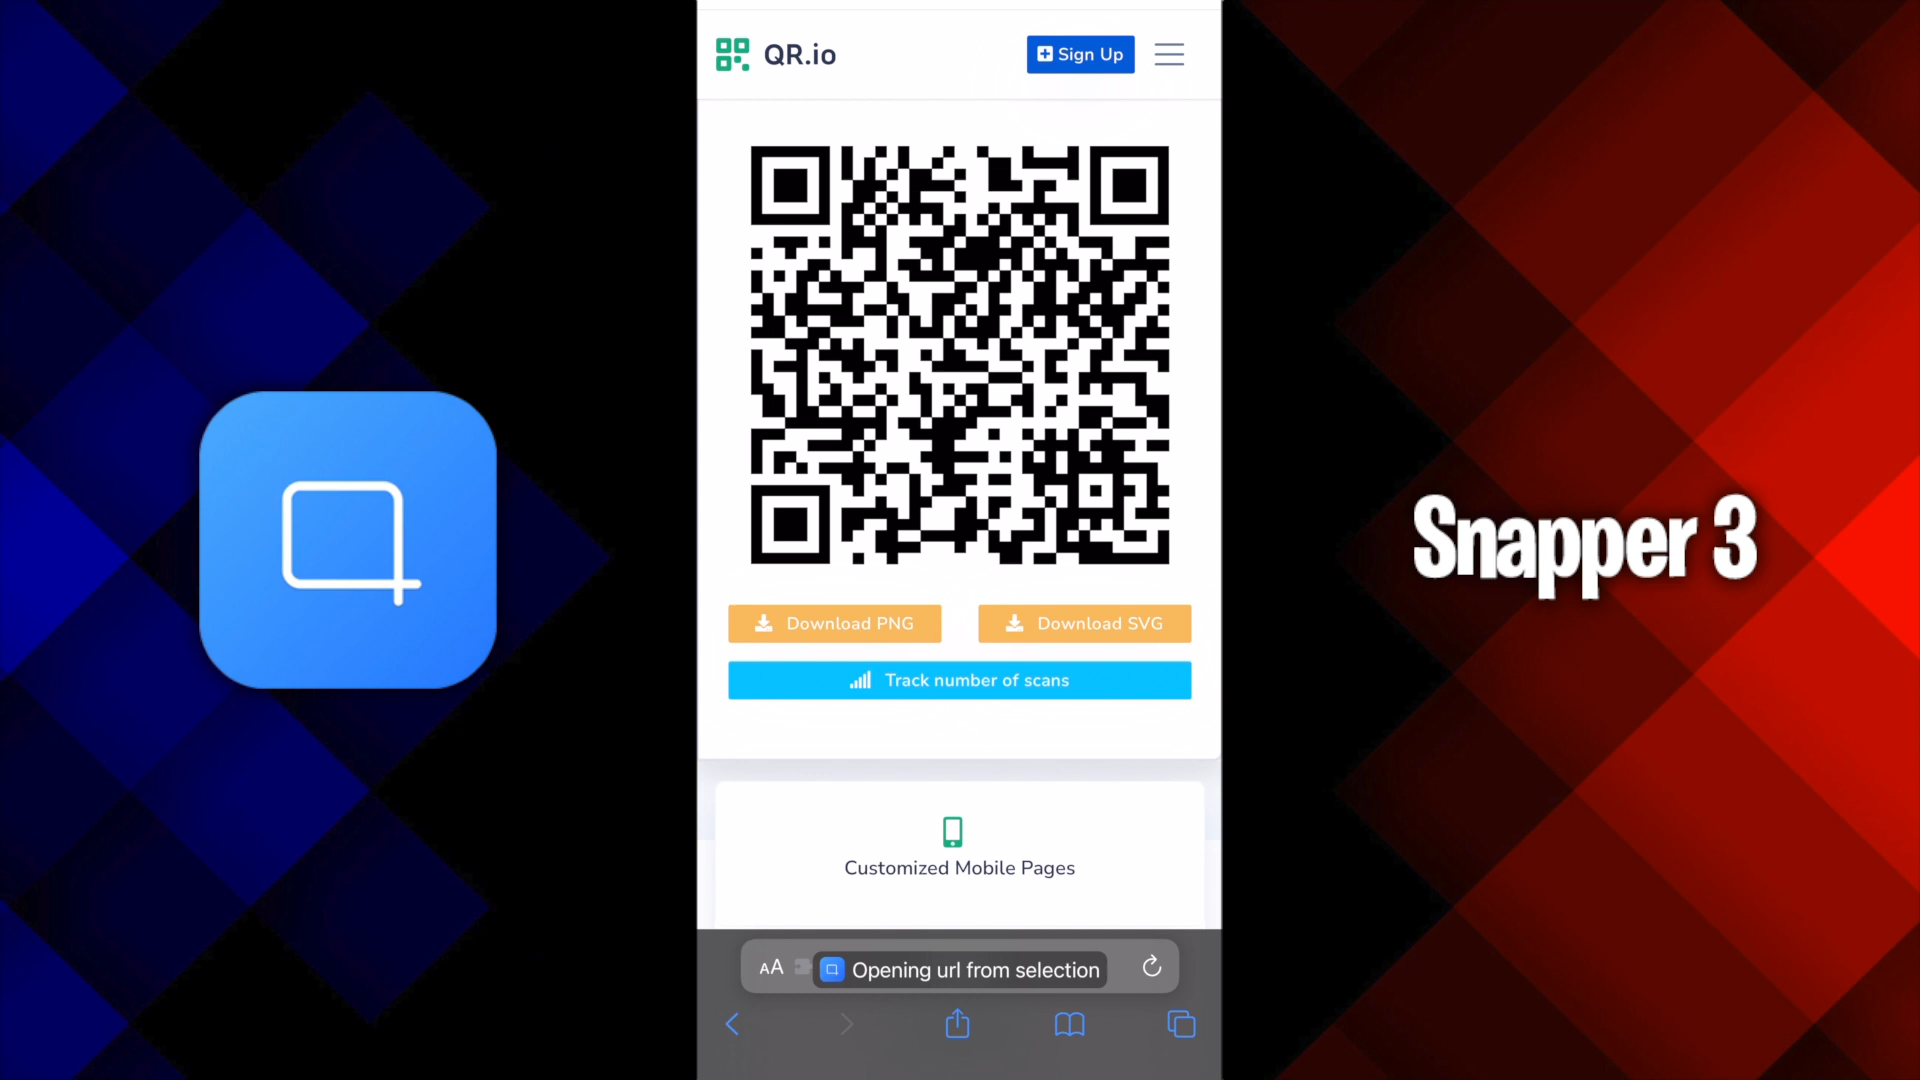 QR.io
Sign Up
Download PNG
Download SVG
Track number of scans
Customized Mobile Pages
AA
Opening url from selection
Snapper 3